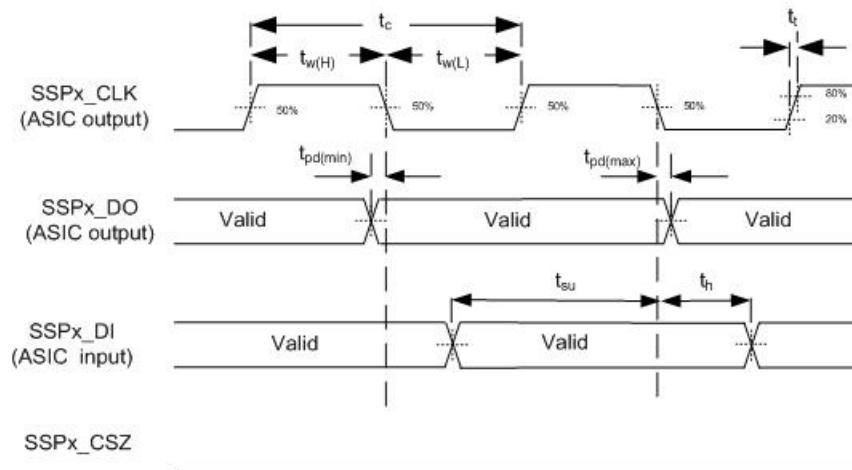 t_c
t_t
t_w(H) t_w(L)
SSPx_CLK
(ASIC output)
50% 50% 50% 50% 80%
20%
t_pd(min) t_pd(max)
SSPx_DO
(ASIC output)
Valid Valid Valid
t_su t_h
SSPx_DI
(ASIC input)
Valid Valid
SSPx_CSZ